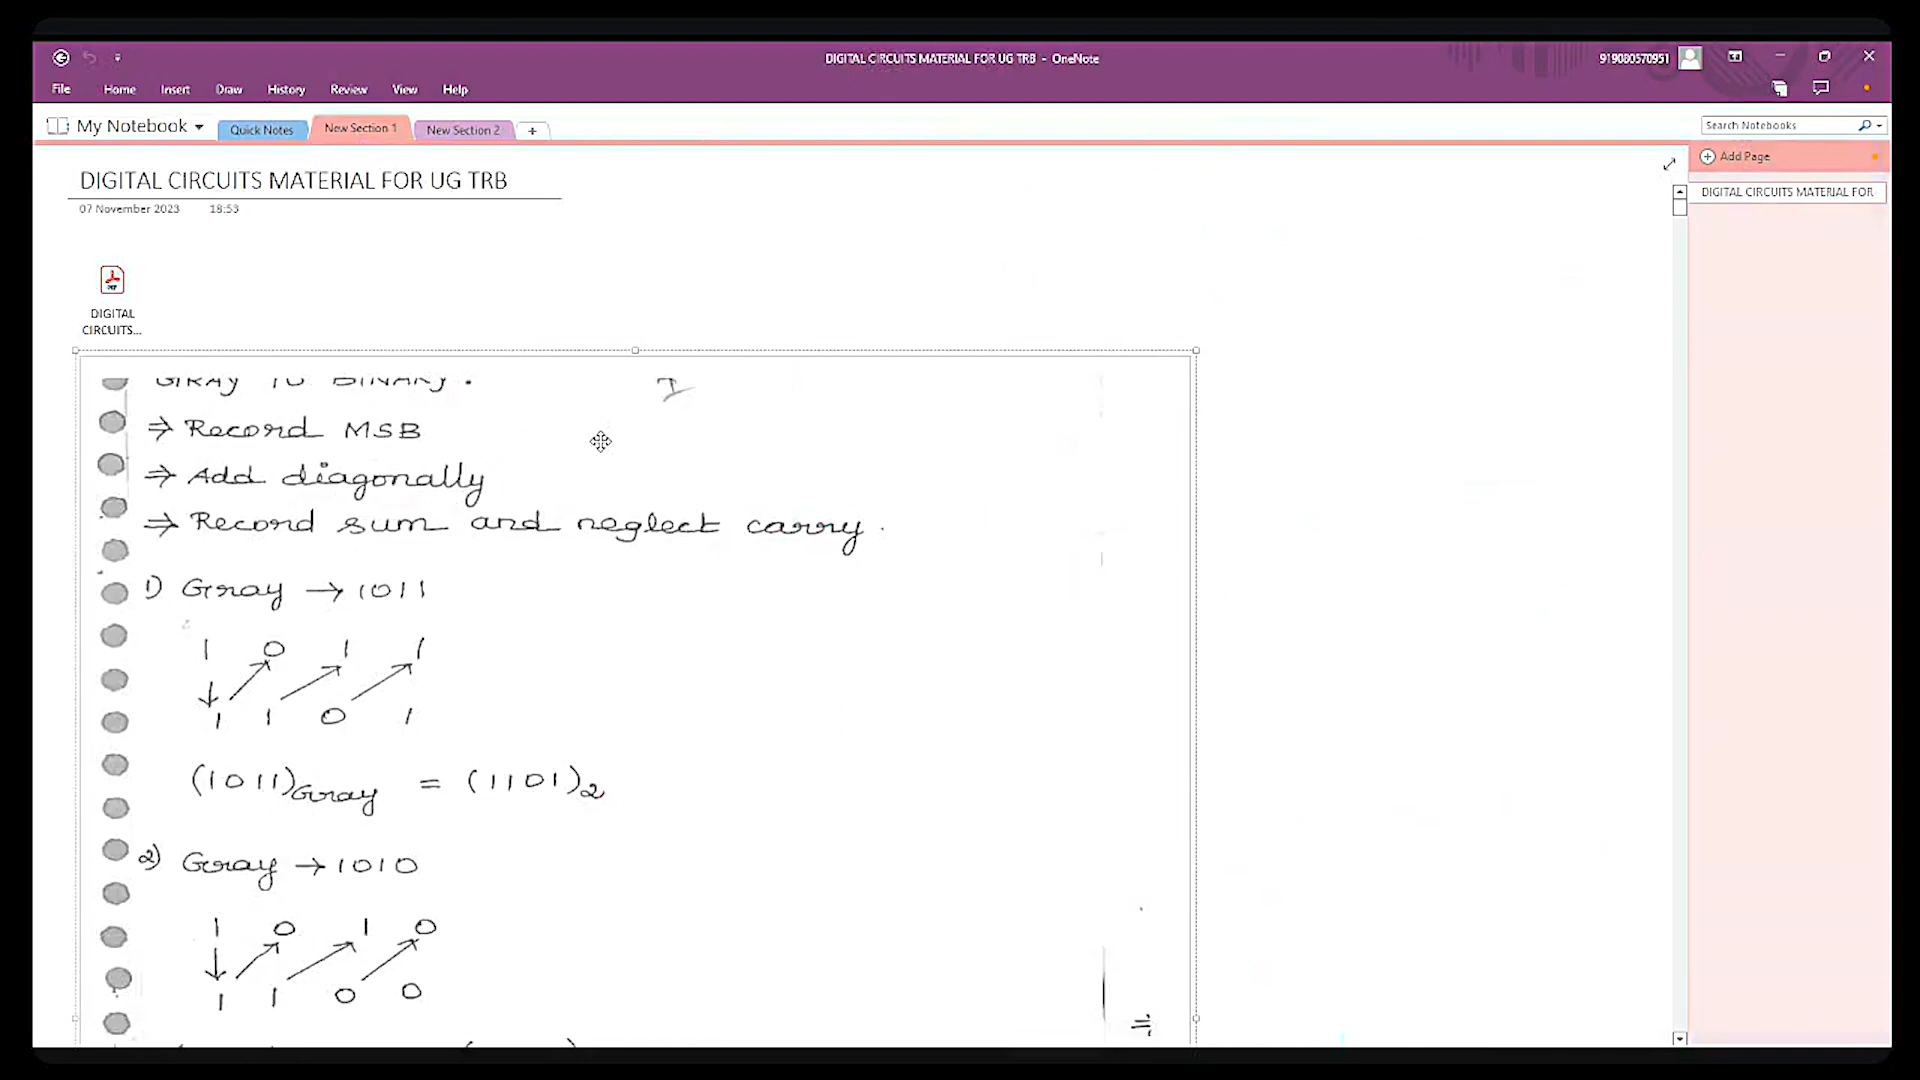 DIGITAL CIRCUITS MATERIAL FOR UG TRB - OneNote
919080570951
File Home Insert Draw History Review View Help
My Notebook
Quick Notes
New Section 1
New Section 2
+
Search Notebooks
Add Page
DIGITAL CIRCUITS MATERIAL FOR
DIGITAL CIRCUITS MATERIAL FOR UG TRB
07 November 2023 18:53
DIGITAL
CIRCUITS...
GRAY TO BINARY.
⇒ Record MSB
⇒ Add diagonally
⇒ Record sum and neglect carry.
1) Gray → 1011
1 0 1 1
1 1 0 1
(1011)Gray = (1101)2
2) Gray → 1010
1 0 1 0
1 1 0 0